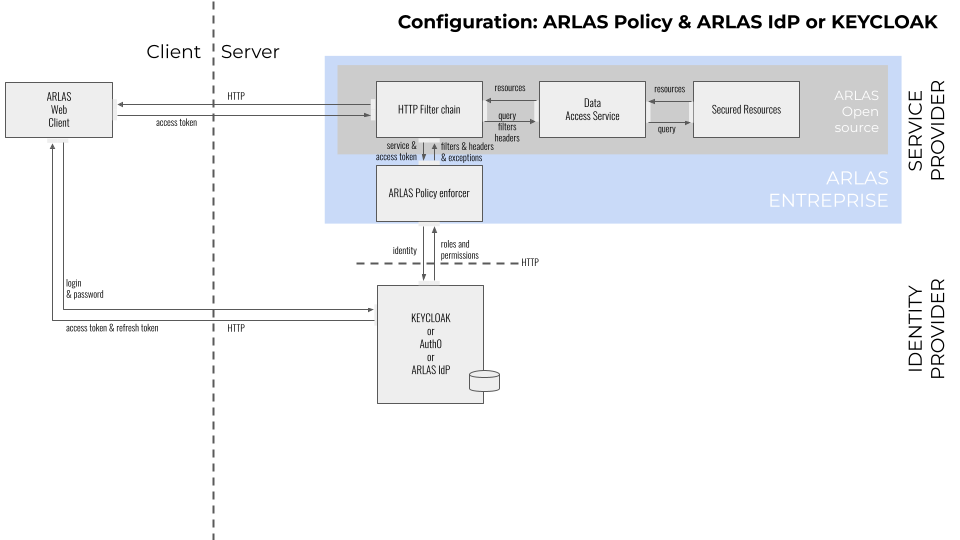 Configuration: ARLAS Policy & ARLAS IdP or KEYCLOAK
Client
Server
ARLAS
Web
Client
HTTP
access token
HTTP Filter chain
resources
query
filters
headers
Data
Access Service
resources
query
Secured Resources
ARLAS
Open
source
service &
access token
filters & headers
& exceptions
ARLAS Policy enforcer
ARLAS
ENTREPRISE
SERVICE
PROVIDER
identity
roles and
permissions
HTTP
login
& password
access token & refresh token
HTTP
KEYCLOAK
or
Auth0
or
ARLAS IdP
IDENTITY
PROVIDER